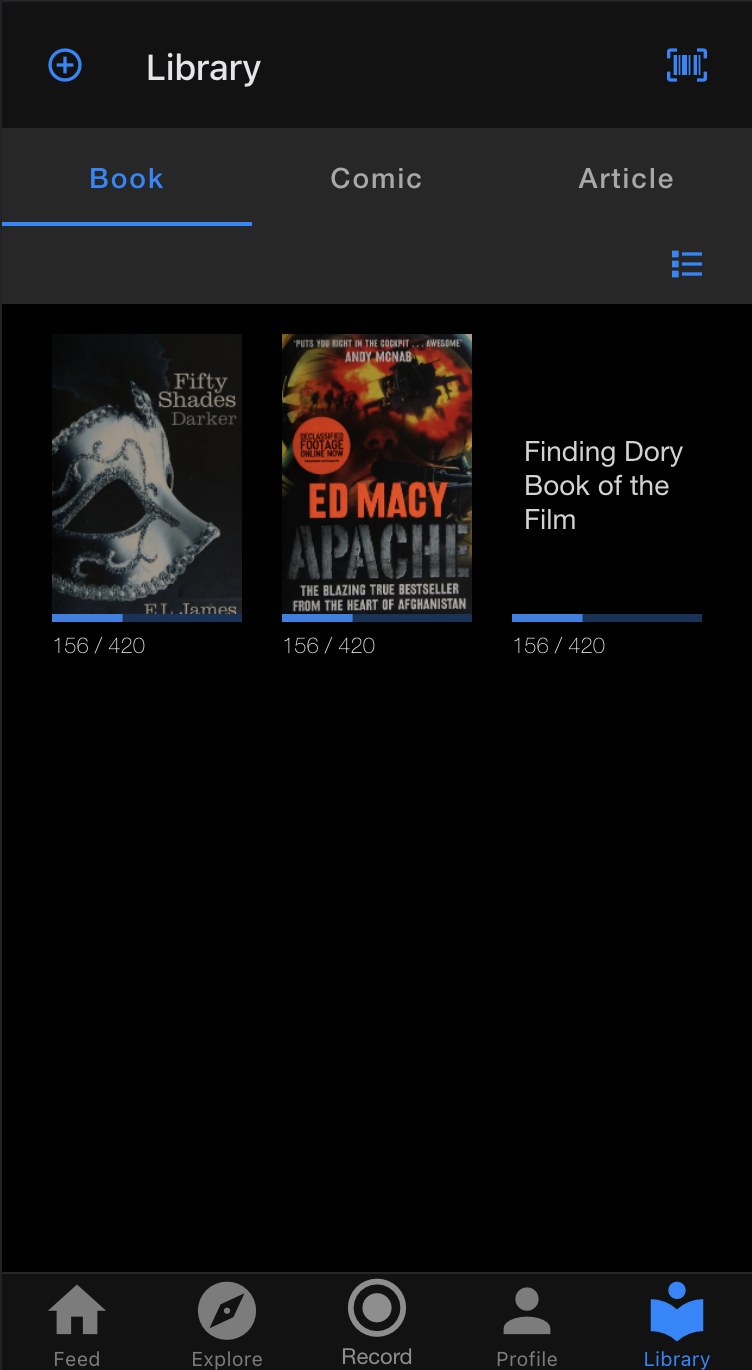 Library
Book
Comic
Article
Fifty
Shades
Darker
E L James
156 / 420
'PUTS YOU RIGHT IN THE COCKPIT . . . AWESOME'
ANDY MCNAB
DECLASSIFIED
FOOTAGE
ONLINE NOW
ED MACY
APACHE
THE BLAZING TRUE BESTSELLER
FROM THE HEART OF AFGHANISTAN
156 / 420
Finding Dory
Book of the
Film
156 / 420
Feed
Explore
Record
Profile
Library